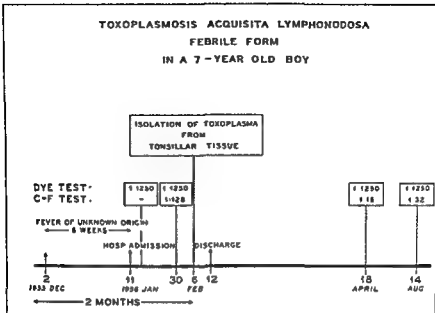 TOXOPLASMOSIS ACQUISITA LYMPHONODOSA
FEBRILE FORM
IN A 7-YEAR OLD BOY
ISOLATION OF TOXOPLASMA
FROM
TONSILLAR TISSUE
DYE TEST- 1:1250 1:1250 1:1250 1:1250
C-F TEST. - 1:128 1:16 1:32
FEVER OF UNKNOWN ORIGIN
6 WEEKS
HOSP ADMISSION DISCHARGE
2 11 30 6 12 18 14
1955 DEC 1956 JAN FEB APRIL AUG
2 MONTHS